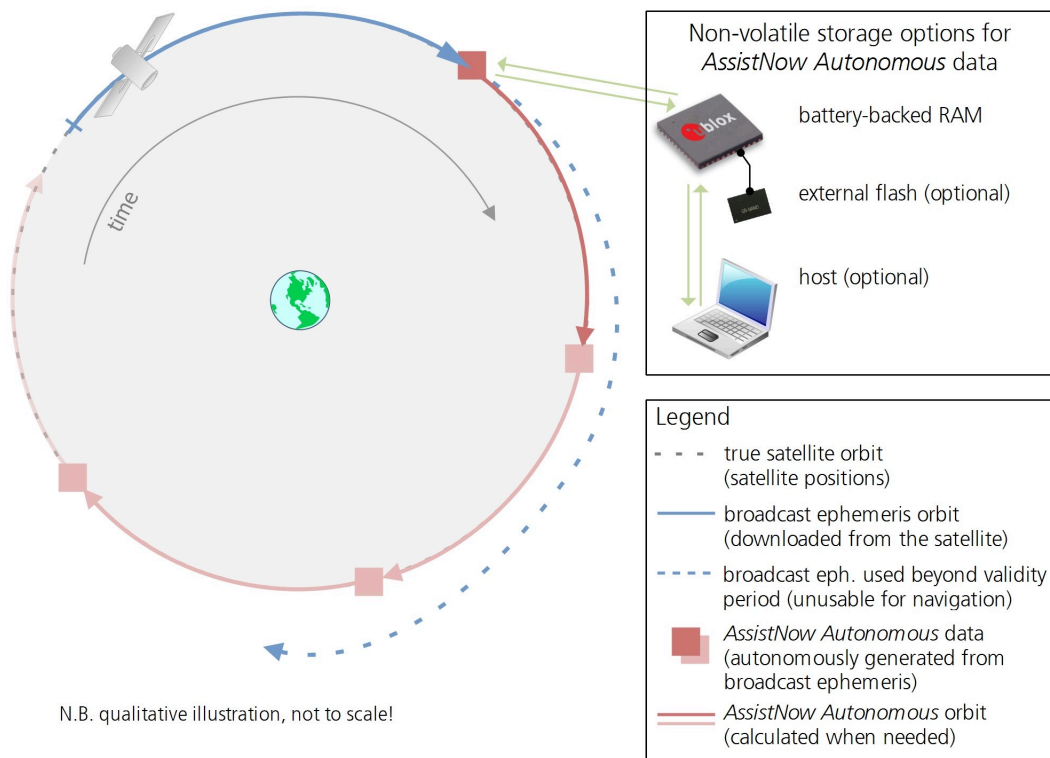 time
N.B. qualitative illustration, not to scale!
Non-volatile storage options for
AssistNow Autonomous data
ublox
battery-backed RAM
external flash (optional)
host (optional)
Legend
true satellite orbit
(satellite positions)
broadcast ephemeris orbit
(downloaded from the satellite)
broadcast eph. used beyond validity
period (unusable for navigation)
AssistNow Autonomous data
(autonomously generated from
broadcast ephemeris)
AssistNow Autonomous orbit
(calculated when needed)